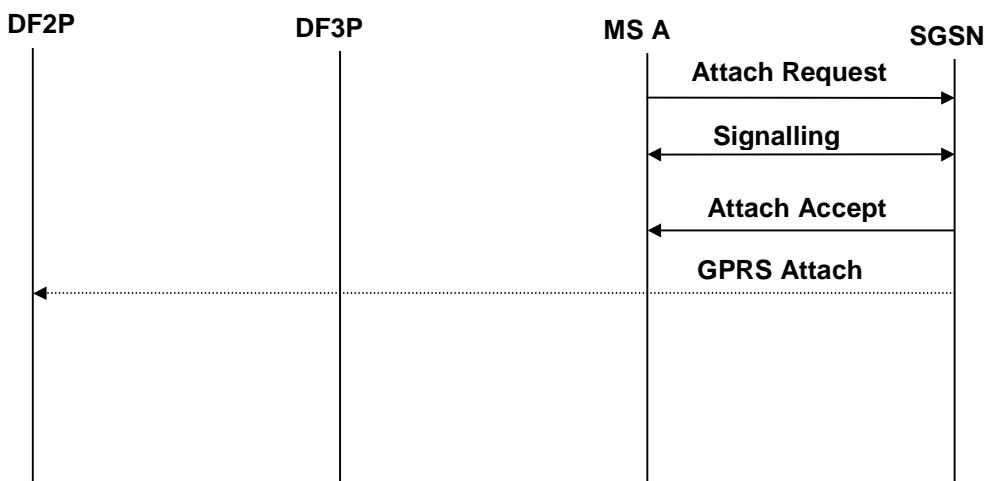 DF2P
DF3P
MS A
SGSN
Attach Request
Signalling
Attach Accept
GPRS Attach